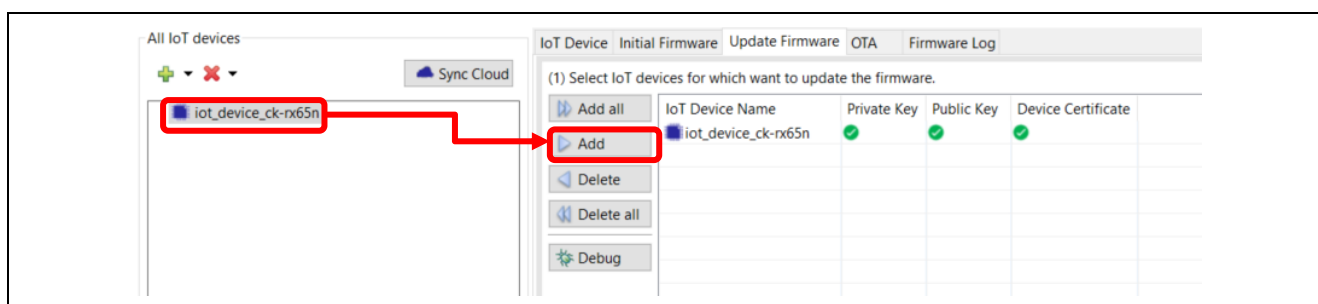 All IoT devices
Sync Cloud
iot_device_ck-rx65n
IoT Device Initial Firmware Update Firmware OTA Firmware Log
(1) Select IoT devices for which want to update the firmware.
Add all
Add
Delete
Delete all
Debug
IoT Device Name Private Key Public Key Device Certificate
iot_device_ck-rx65n